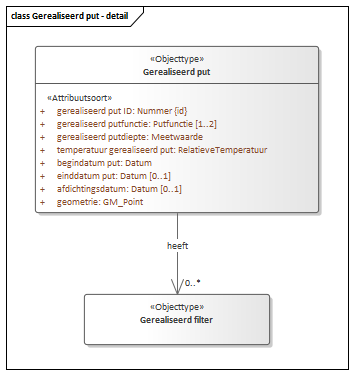 class Gerealiseerd put - detail
«Objecttype»
Gerealiseerd put
«Attribuutsoort»
+ gerealiseerd put ID: Nummer {id}
+ gerealiseerd putfunctie: Putfunctie [1..2]
+ gerealiseerd putdiepte: Meetwaarde
+ temperatuur gerealiseerd put: RelatieveTemperatuur
+ begindatum put: Datum
+ einddatum put: Datum [0..1]
+ afdichtingsdatum: Datum [0..1]
+ geometrie: GM_Point
heeft
0..*
«Objecttype»
Gerealiseerd filter